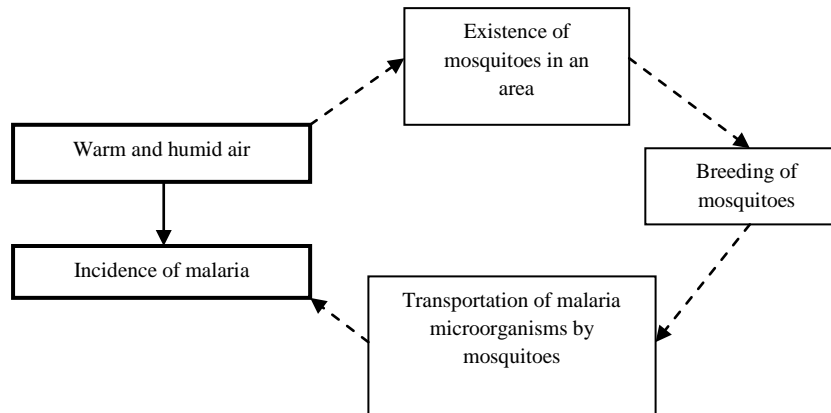 Existence of
mosquitoes in an
area
Warm and humid air
Breeding of
mosquitoes
Incidence of malaria
Transportation of malaria
microorganisms by
mosquitoes